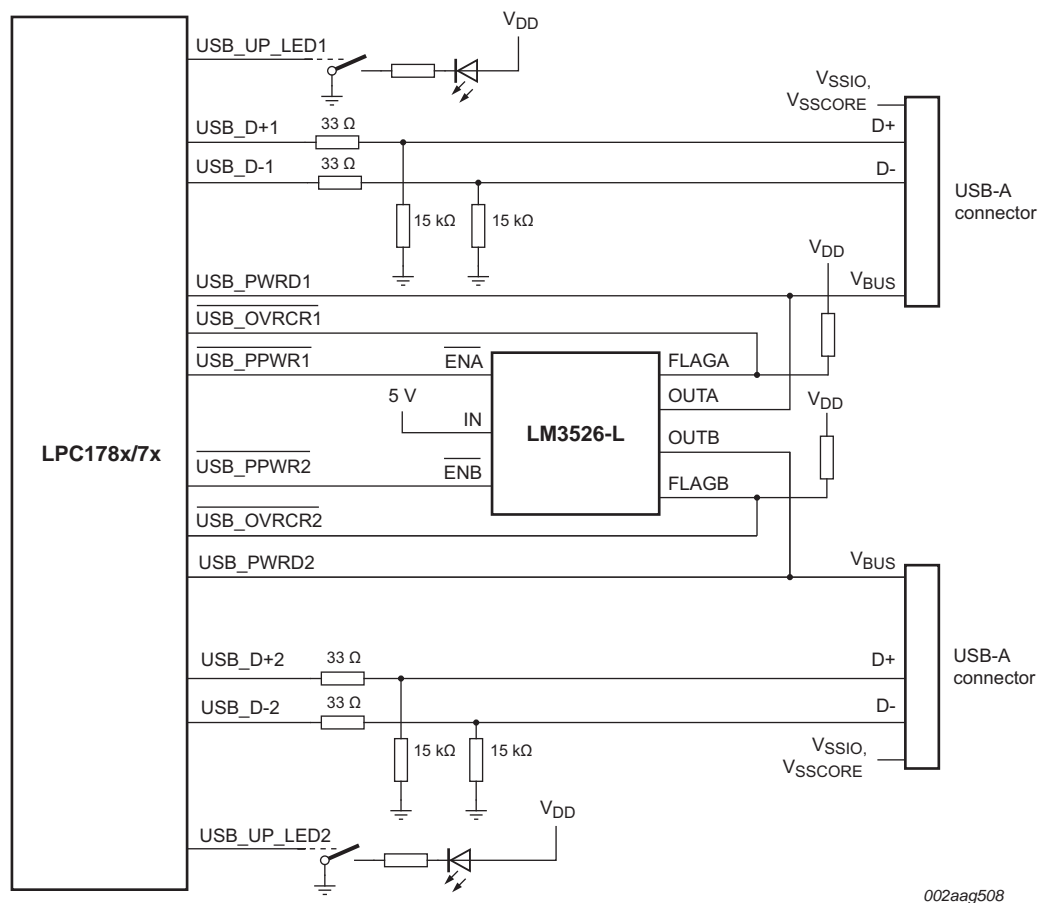 VDD
USB_UP_LED1
VSSIO,
VSSCORE
USB_D+1
33 Ω
D+
USB_D-1
33 Ω
D-
USB-A
connector
15 kΩ
15 kΩ
VDD
USB_PWRD1
VBUS
USB_OVRCR1
USB_PPWR1
ENA
FLAGA
5 V
OUTA
IN
LM3526-L
VDD
LPC178x/7x
OUTB
USB_PPWR2
ENB
FLAGB
USB_OVRCR2
USB_PWRD2
VBUS
USB_D+2
33 Ω
D+
USB-A
connector
USB_D-2
33 Ω
D-
15 kΩ
15 kΩ
VSSIO,
VSSCORE
VDD
USB_UP_LED2
002aag508